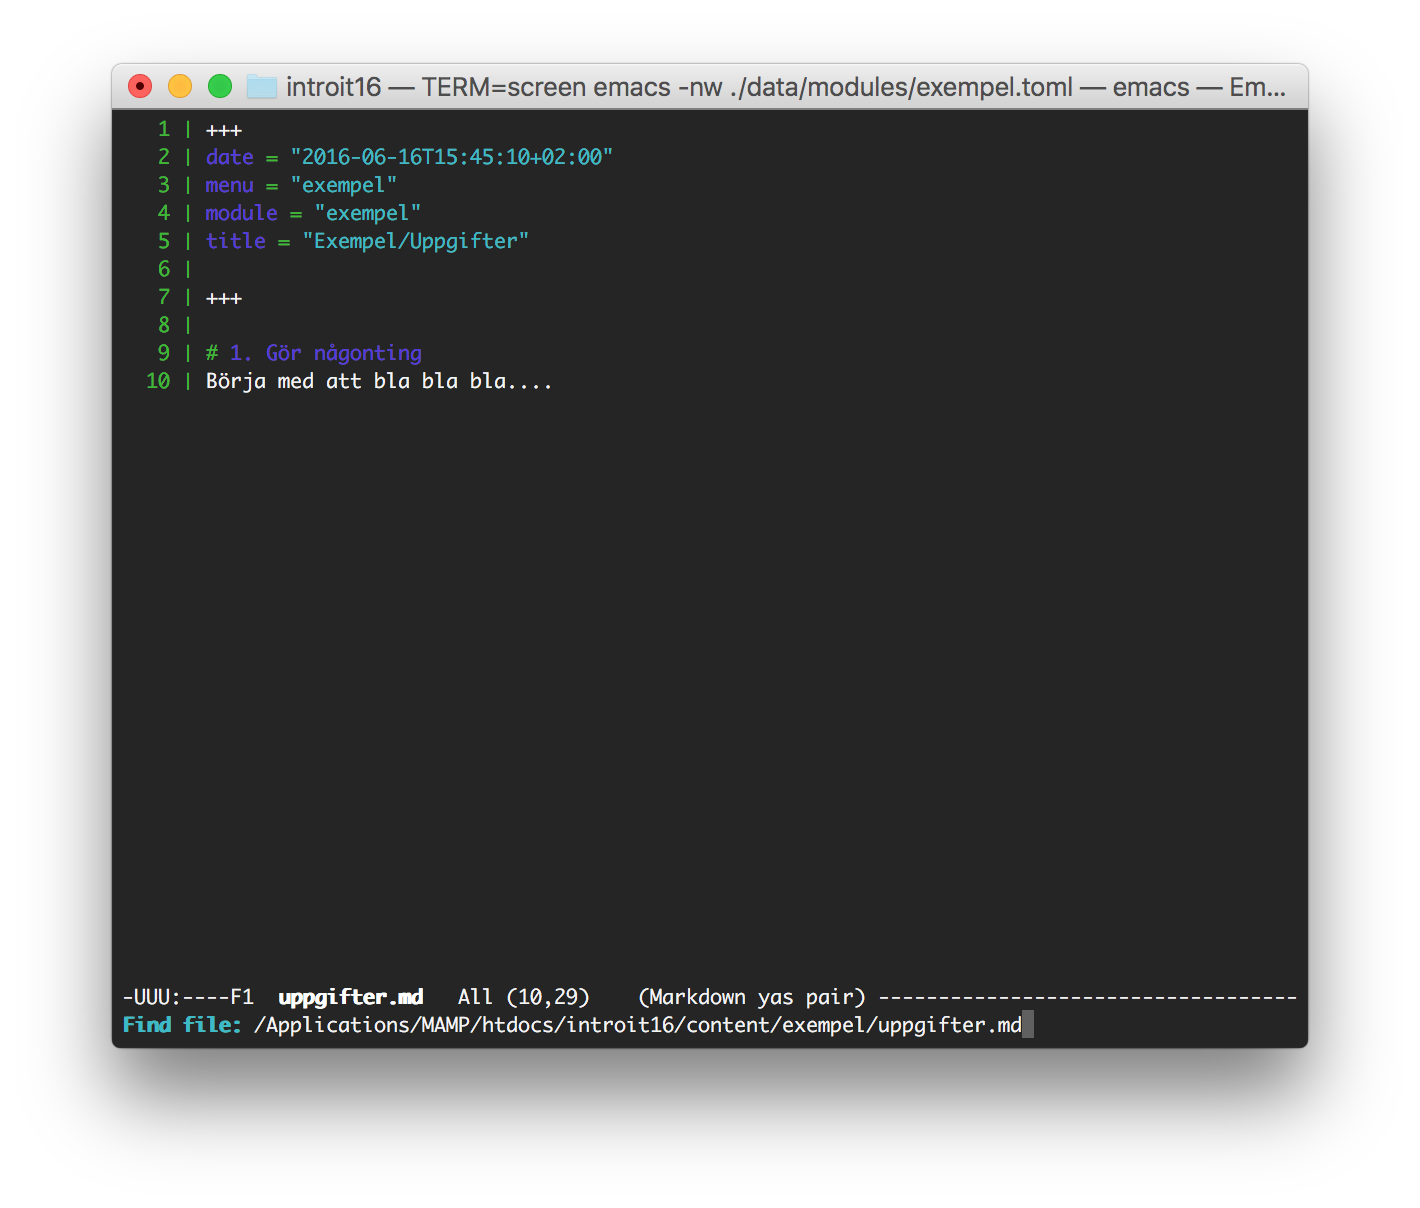 introit16 — TERM=screen emacs -nw ./data/modules/exempel.toml — emacs — Em...
1 | +++
2 | date = "2016-06-16T15:45:10+02:00"
3 | menu = "exempel"
4 | module = "exempel"
5 | title = "Exempel/Uppgifter"
6 |
7 | +++
8 |
9 | # 1. Gör någonting
10 | Börja med att bla bla bla....
-UUU:----F1  uppgifter.md   All (10,29)    (Markdown yas pair) -----------------------------------
Find file: /Applications/MAMP/htdocs/introit16/content/exempel/uppgifter.md